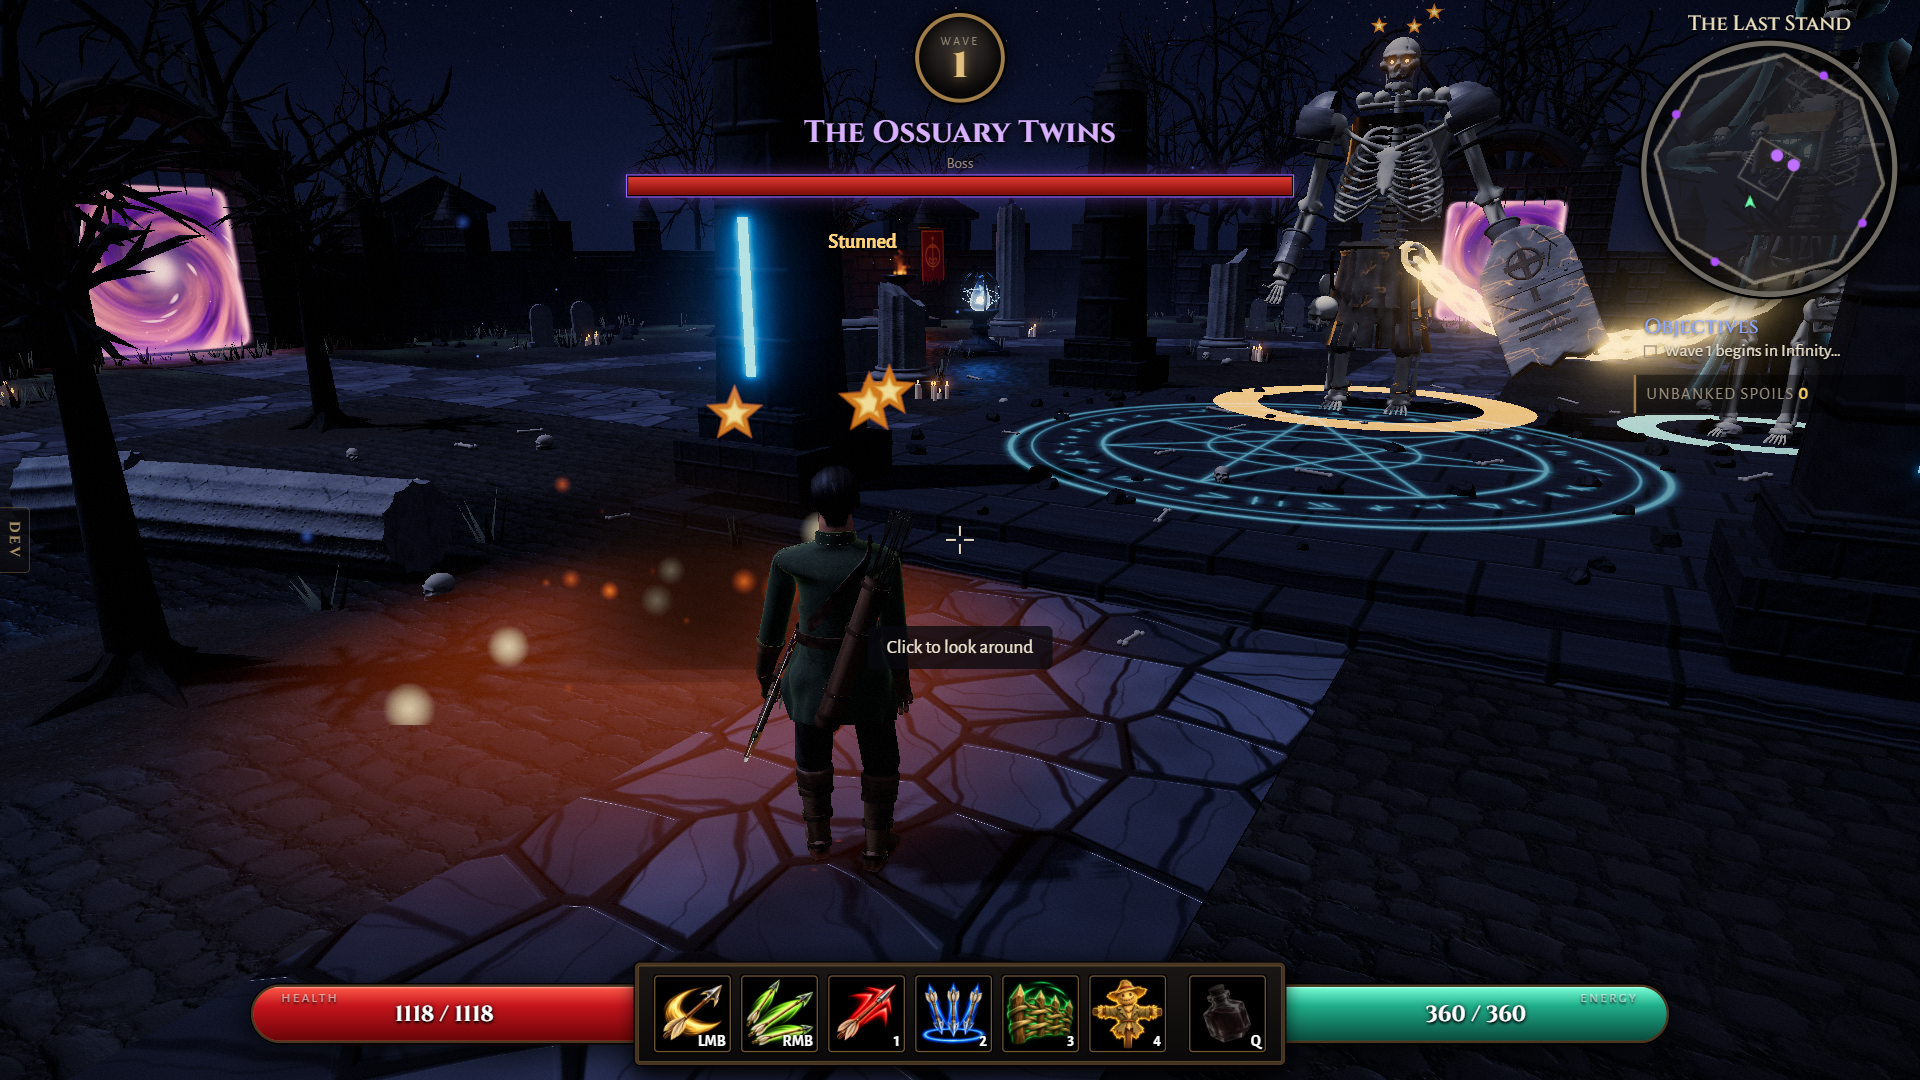 WAVE
1
THE OSSUARY TWINS
Boss
Stunned
THE LAST STAND
OBJECTIVES
Wave 1 begins in Infinity...
UNBANKED SPOILS 0
DEV
Click to look around
HEALTH
1118 / 1118
LMB
RMB
1
2
3
4
Q
360 / 360
ENERGY